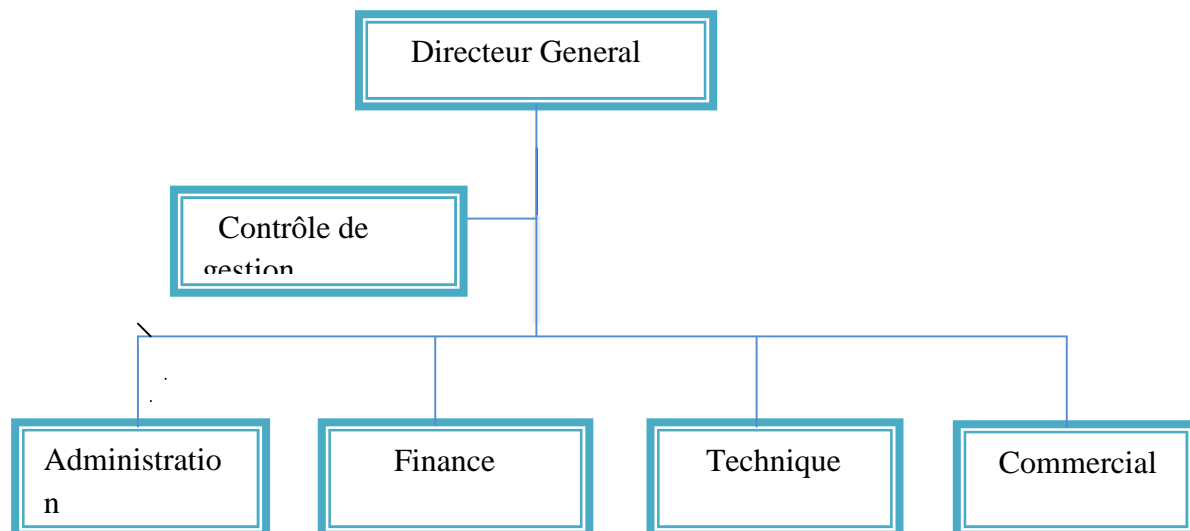 Directeur General
Contrôle de
gestion
Administratio
n
Finance
Technique
Commercial